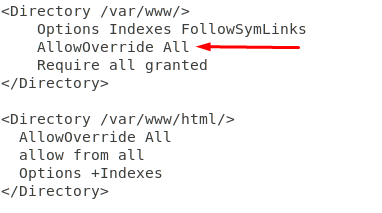 <Directory /var/www/>
    Options Indexes FollowSymLinks
    AllowOverride All
    Require all granted
</Directory>
<Directory /var/www/html/>
  AllowOverride All
  allow from all
  Options +Indexes
</Directory>